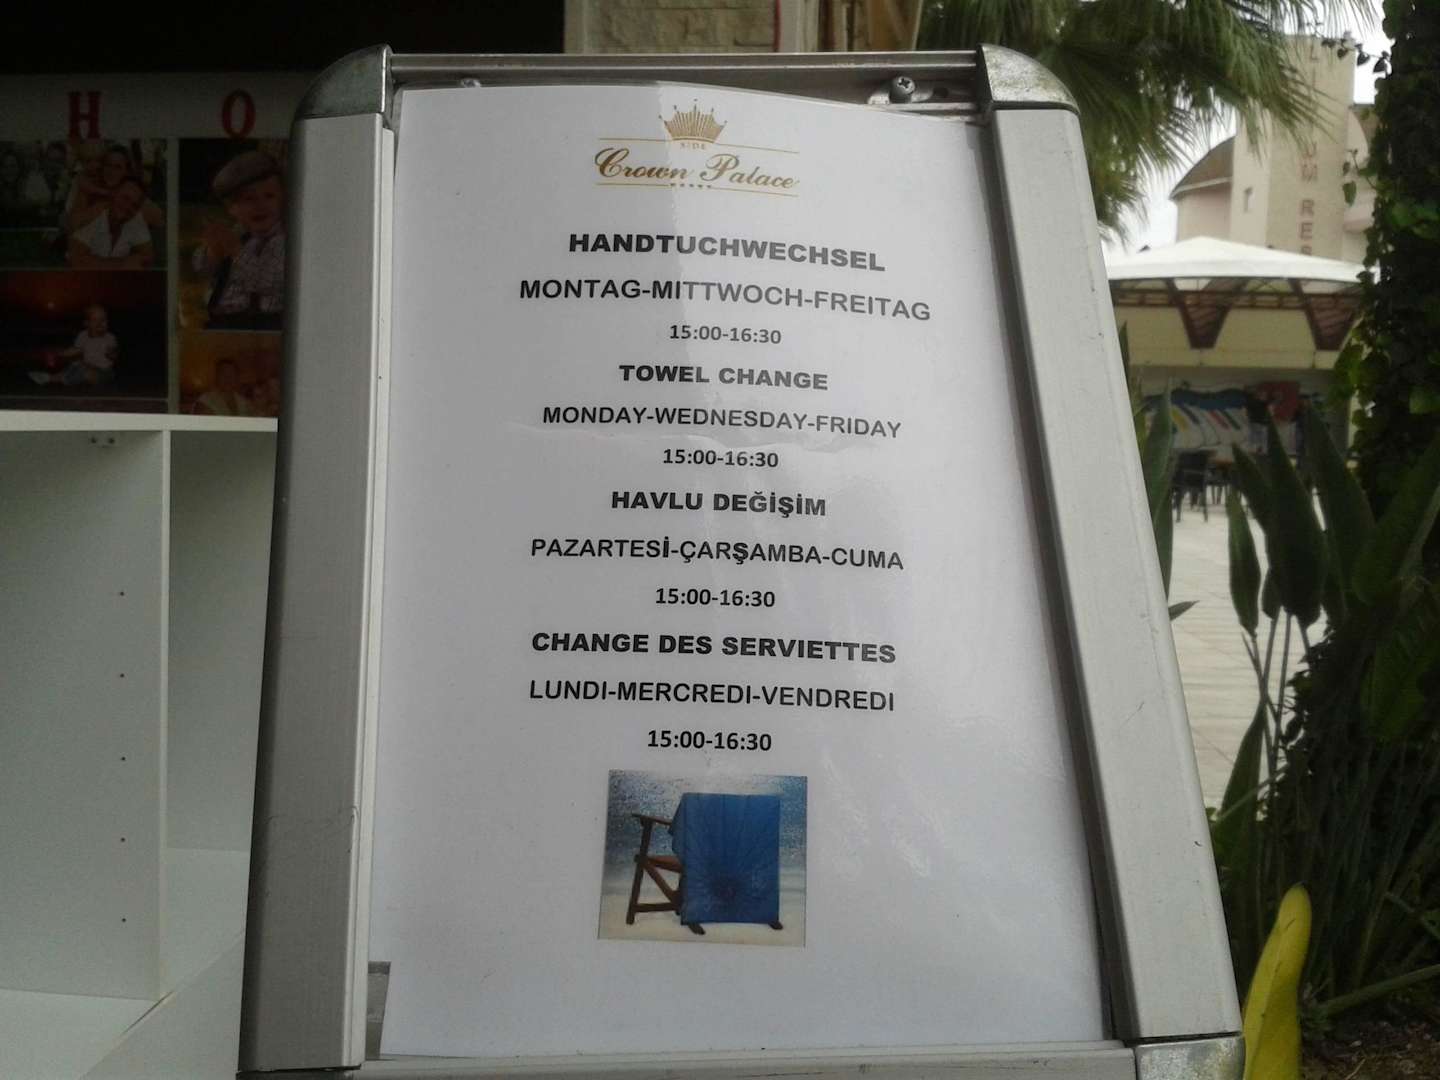 H O
SIDE
Crown Palace
HANDTUCHWECHSEL
MONTAG-MITTWOCH-FREITAG
15:00-16:30
TOWEL CHANGE
MONDAY-WEDNESDAY-FRIDAY
15:00-16:30
HAVLU DEĞİŞİM
PAZARTESİ-ÇARŞAMBA-CUMA
15:00-16:30
CHANGE DES SERVIETTES
LUNDI-MERCREDI-VENDREDI
15:00-16:30